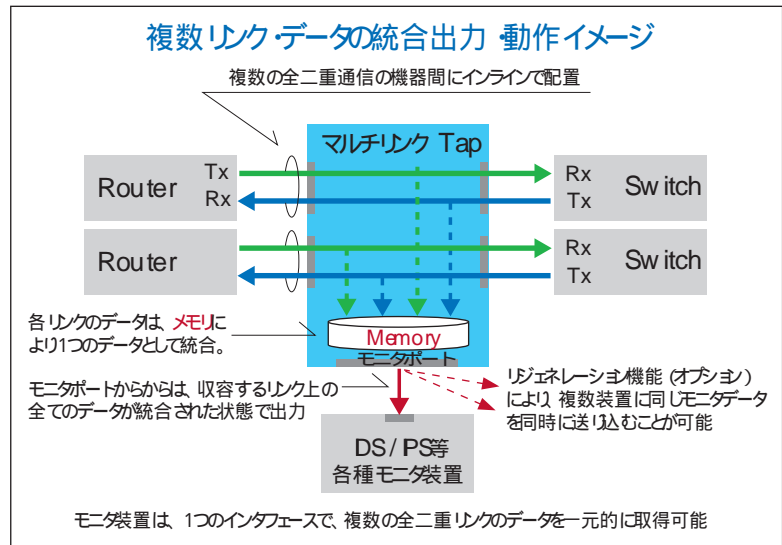 複数リンク・データの統合出力・動作イメージ
複数の全二重通信の機器間にインラインで配置
マルチリンク Tap
Router
Tx
Rx
Rx
Tx
Switch
Router
Rx
Tx
Switch
各リンクのデータは、メモリに
より1つのデータとして統合。
Memory
モニタポート
モニタポートからからは、収容するリンク上の
全てのデータが統合された状態で出力
リジェネレーション機能(オプション)
により、複数装置に同じモニタデータ
を同時に送り込むことが可能
IDS / IPS等
各種モニタ装置
モニタ装置は、1つのインタフェースで、複数の全二重リンクのデータを一元的に取得可能